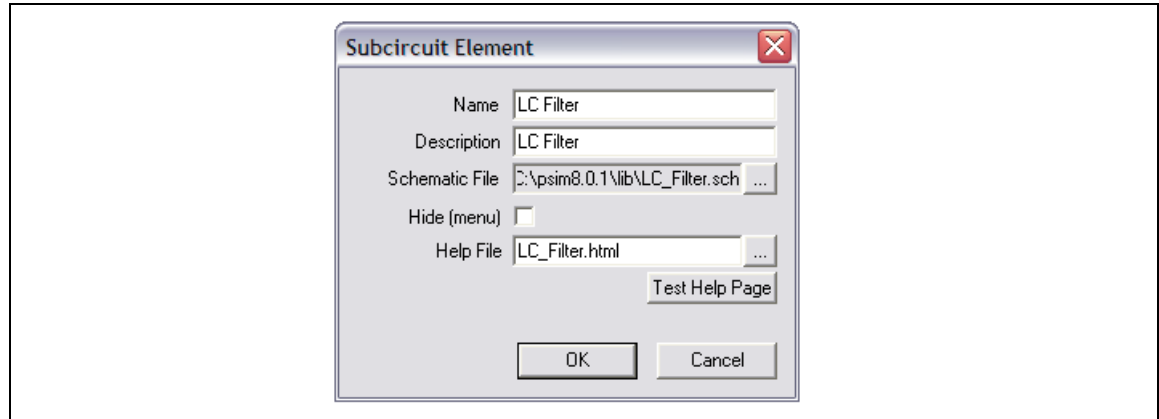 Subcircuit Element
Name LC Filter
Description LC Filter
Schematic File C:\psim8.0.1\lib\LC_Filter.sch ...
Hide (menu)
Help File LC_Filter.html ...
Test Help Page
OK Cancel